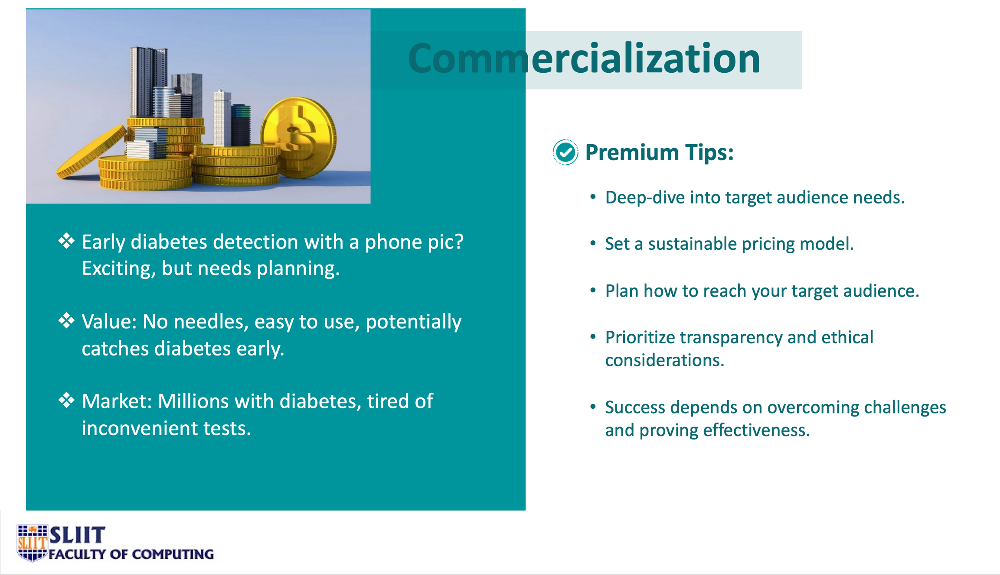 Commercialization
Early diabetes detection with a phone pic?
Exciting, but needs planning.
Value: No needles, easy to use, potentially
catches diabetes early.
Market: Millions with diabetes, tired of
inconvenient tests.
Premium Tips:
• Deep-dive into target audience needs.
• Set a sustainable pricing model.
• Plan how to reach your target audience.
• Prioritize transparency and ethical
considerations.
• Success depends on overcoming challenges
and proving effectiveness.
SLIIT
SLIIT
FACULTY OF COMPUTING